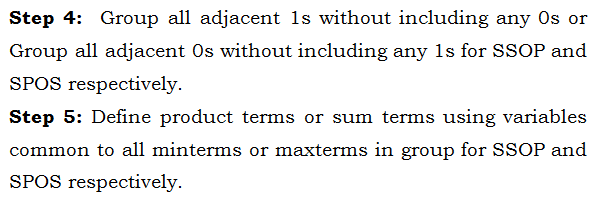 Step 4: Group all adjacent 1s without including any 0s or
Group all adjacent 0s without including any 1s for SSOP and
SPOS respectively.
Step 5: Define product terms or sum terms using variables
common to all minterms or maxterms in group for SSOP and
SPOS respectively.